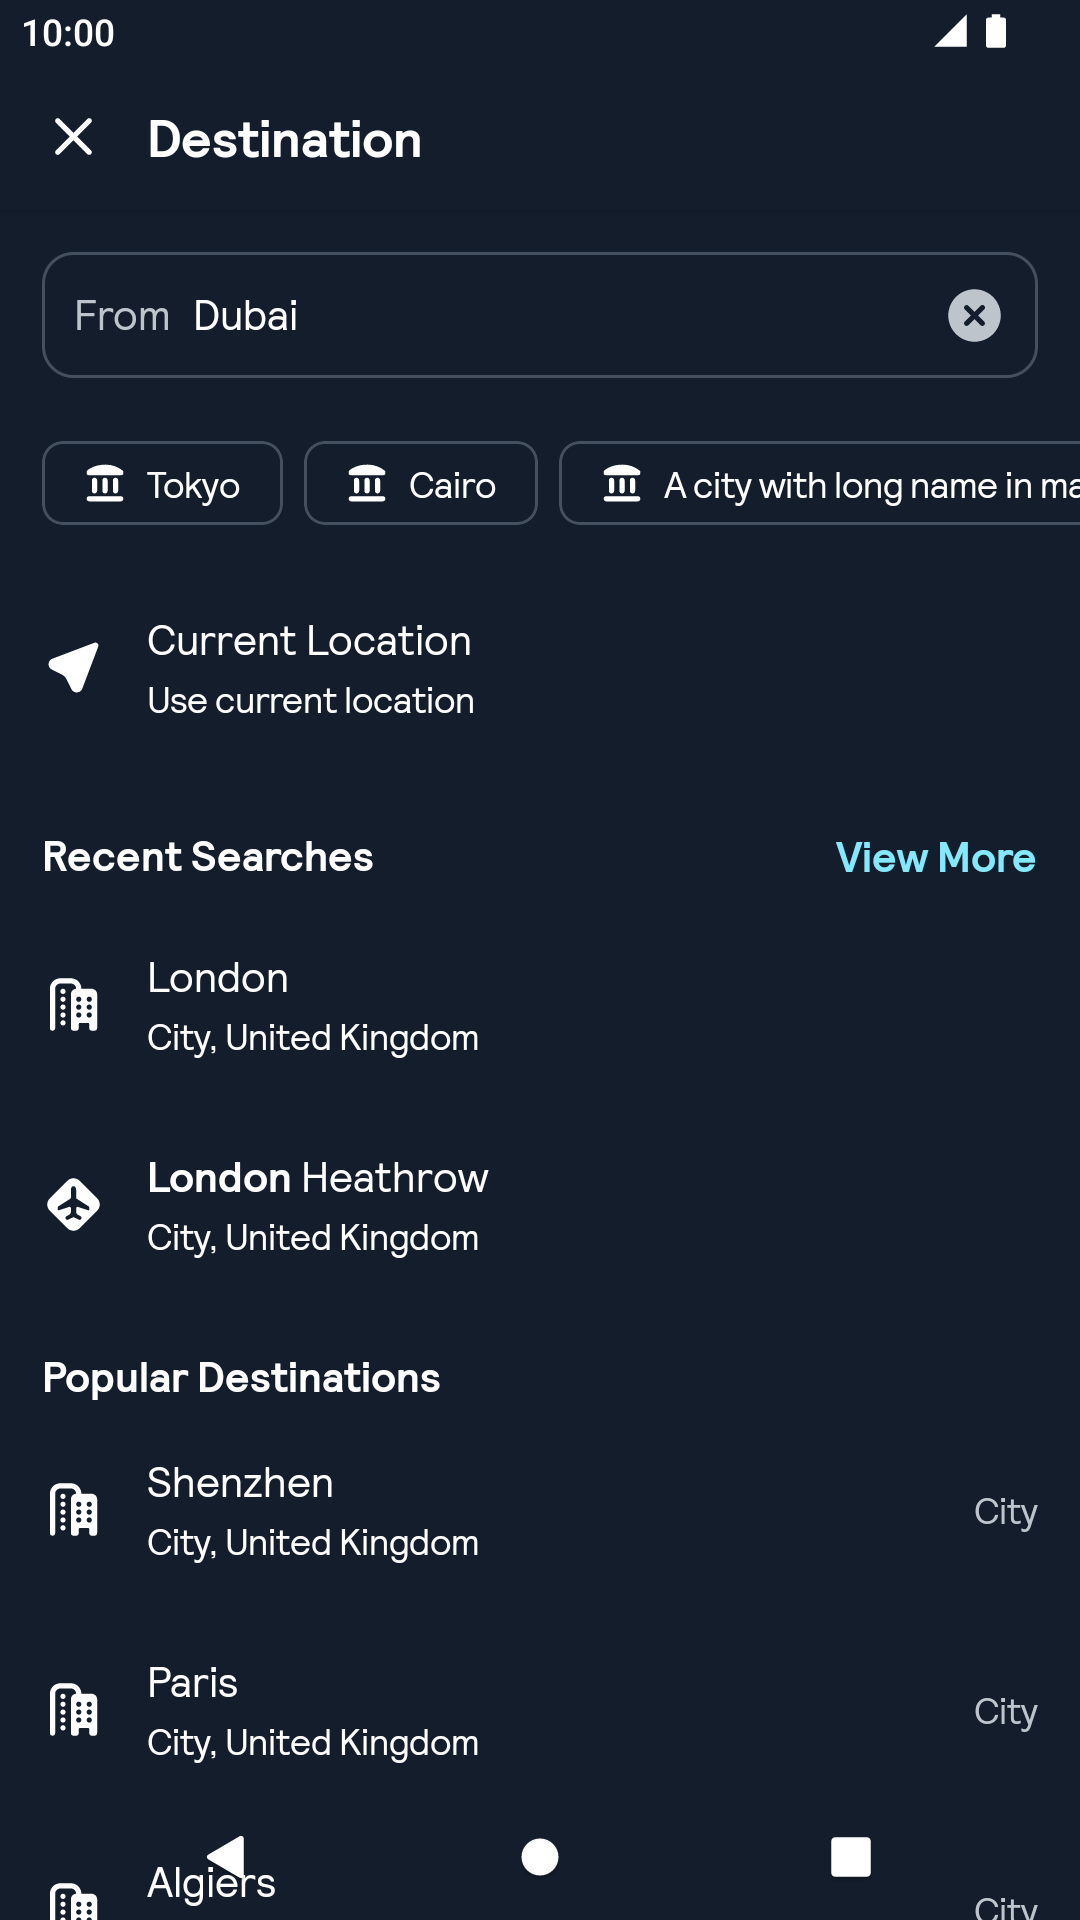 10:00
Destination
From Dubai
Tokyo
Cairo
A city with long name in
Current Location
Use current location
Recent Searches
View More
London
City, United Kingdom
London Heathrow
City, United Kingdom
Popular Destinations
Shenzhen
City, United Kingdom
City
Paris
City, United Kingdom
City
Algiers
City